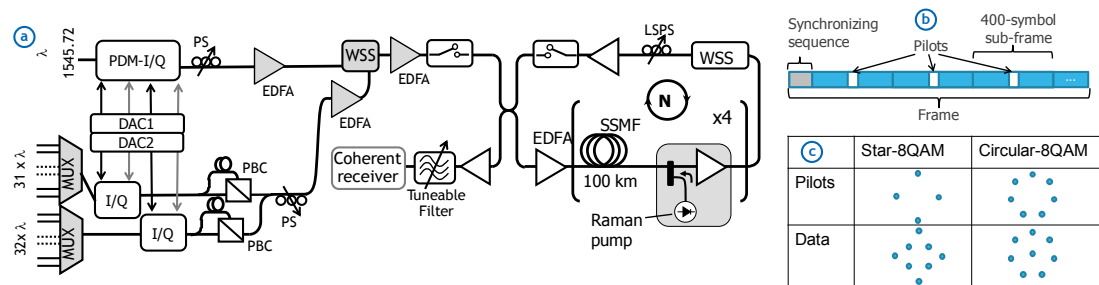 a
λ
1545.72
PDM-I/Q
PS
EDFA
WSS
EDFA
EDFA
DAC1
DAC2
31 x λ
MUX
I/Q
PBC
PS
32x λ
MUX
I/Q
PBC
Coherent
receiver
Tuneable
Filter
LSPS
WSS
N
x4
EDFA
SSMF
100 km
Raman
pump
b
Synchronizing
sequence
Pilots
400-symbol
sub-frame
...
Frame
c
Star-8QAM
Circular-8QAM
Pilots
Data